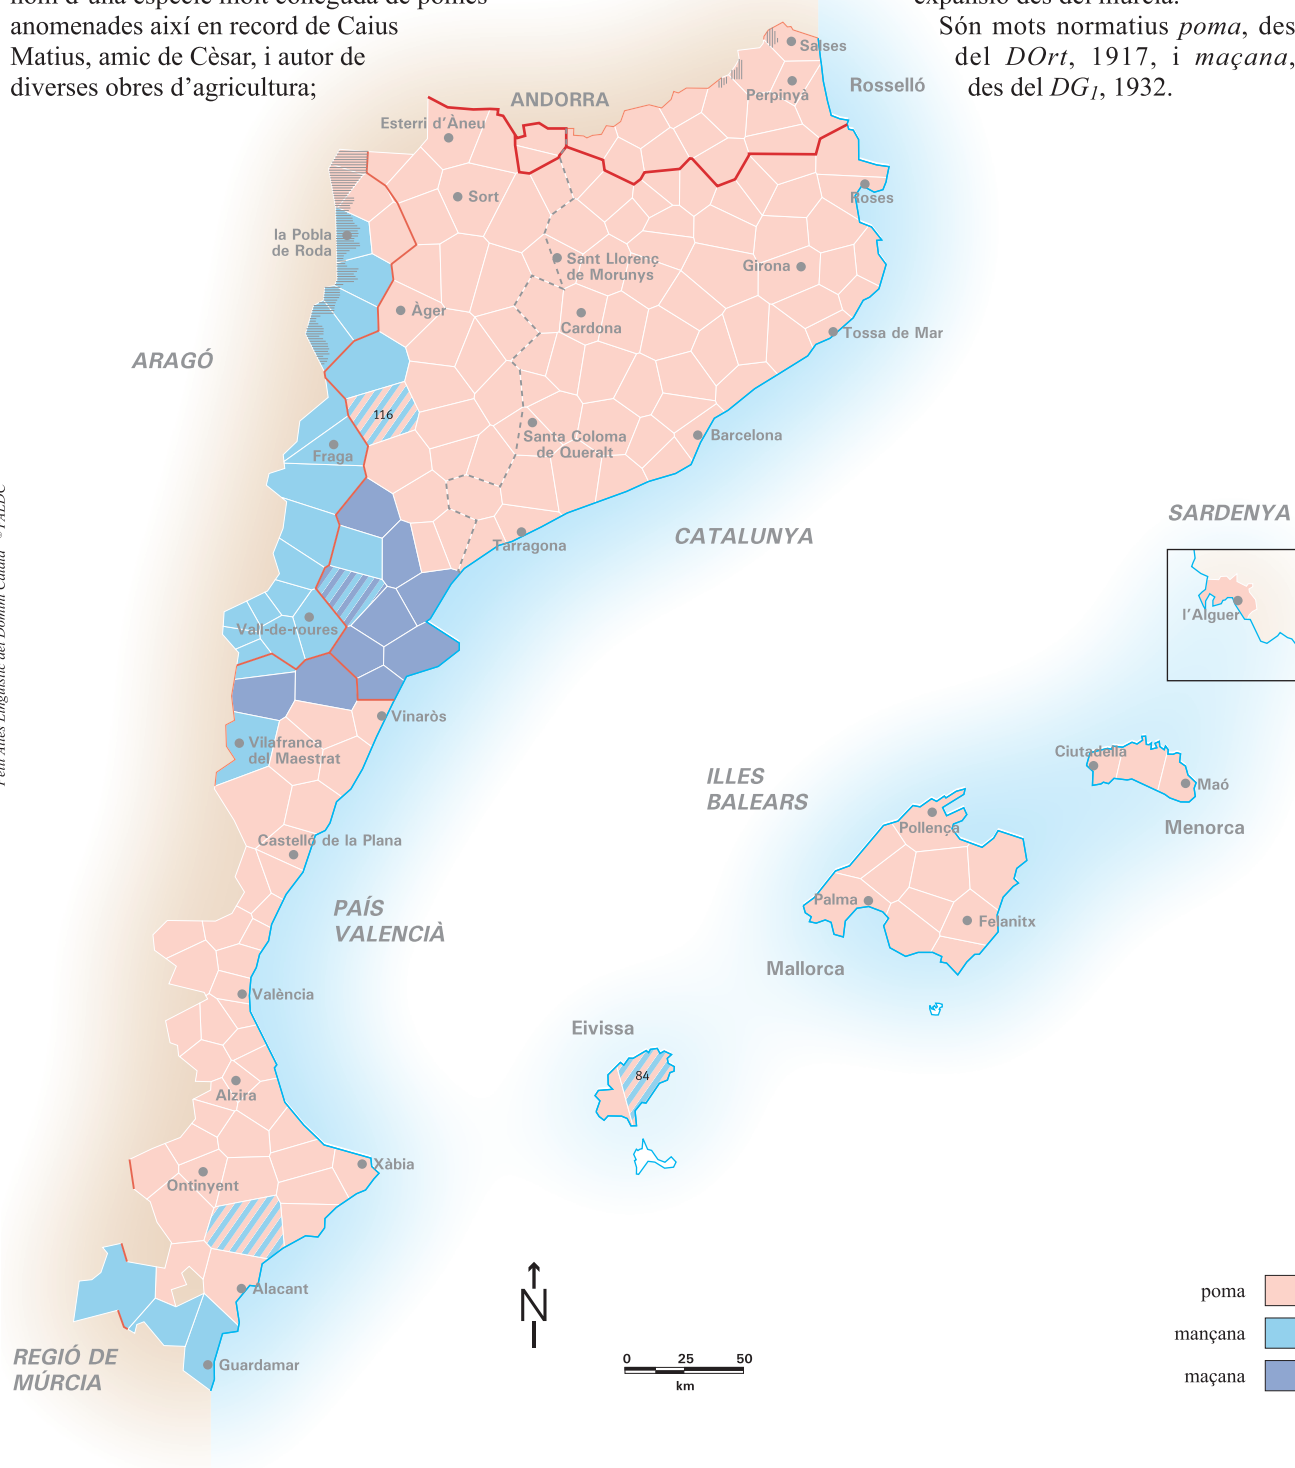 anomenades així en record de Caius
Matius, amic de Cèsar, i autor de
diverses obres d’agricultura;
expansió des del murcià.
Són mots normatius poma, des
del DOrt, 1917, i maçana,
des del DG1, 1932.
Salses
Perpinyà
Rosselló
ANDORRA
Esterri d’Àneu
Sort
Roses
la Pobla
de Roda
Sant Llorenç
de Morunys
Girona
Àger
Cardona
Tossa de Mar
ARAGÓ
116
Fraga
Santa Coloma
de Queralt
Barcelona
Tarragona
CATALUNYA
SARDENYA
l’Alguer
Vall-de-roures
Vinaròs
Vilafranca
del Maestrat
ILLES
BALEARS
Ciutadella
Maó
Menorca
Pollença
Castelló de la Plana
Palma
Felanitx
PAÍS
VALENCIÀ
Mallorca
València
Eivissa
84
Alzira
Xàbia
Ontinyent
Alacant
Guardamar
REGIÓ DE
MÚRCIA
N
0 25 50
km
poma
mançana
maçana